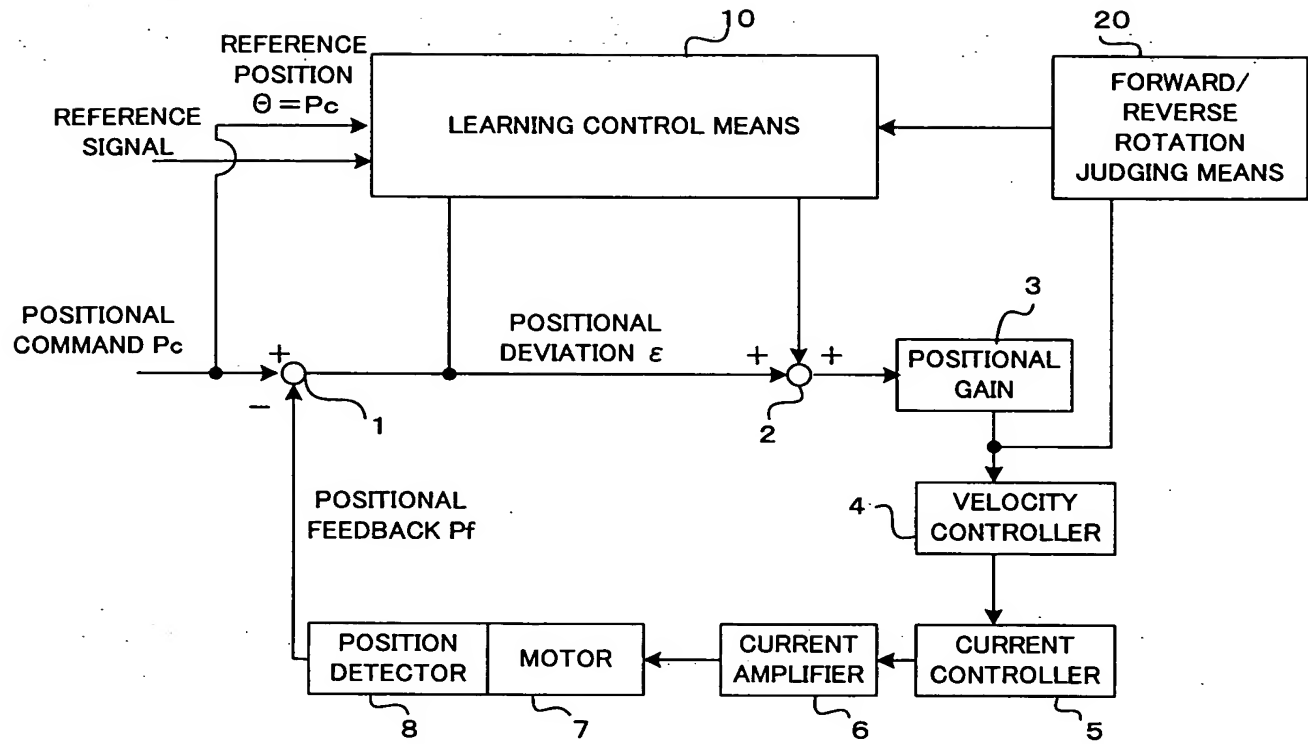 10
20
REFERENCE
POSITION
Θ=Pc
REFERENCE
SIGNAL
LEARNING CONTROL MEANS
FORWARD/
REVERSE
ROTATION
JUDGING MEANS
POSITIONAL
COMMAND Pc
+
−
1
POSITIONAL
DEVIATION ε
+
+
2
3
POSITIONAL
GAIN
POSITIONAL
FEEDBACK Pf
4
VELOCITY
CONTROLLER
POSITION
DETECTOR
8
MOTOR
7
CURRENT
AMPLIFIER
6
CURRENT
CONTROLLER
5